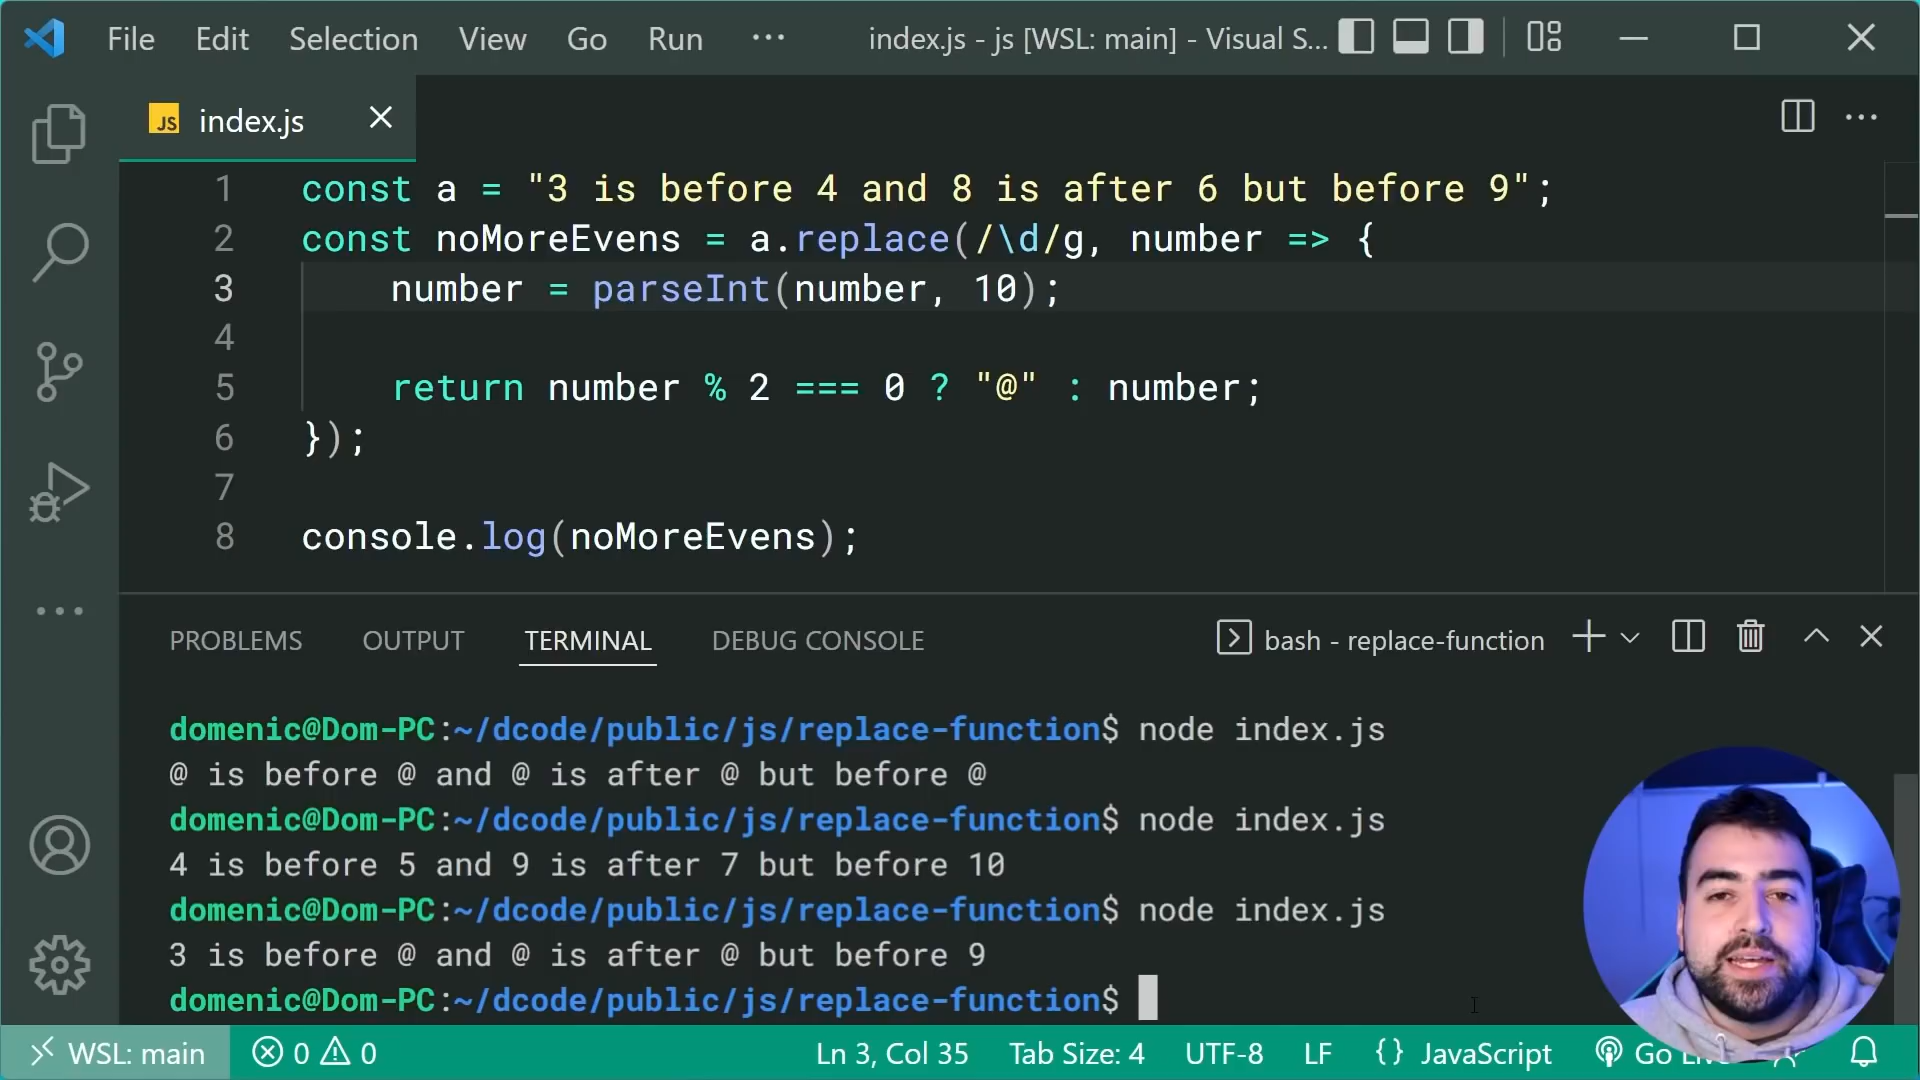 File Edit Selection View Go Run ··· index.js - js [WSL: main] - Visual S...
JS index.js
1 const a = "3 is before 4 and 8 is after 6 but before 9";
2 const noMoreEvens = a.replace(/\d/g, number => {
3 number = parseInt(number, 10);
4
5 return number % 2 === 0 ? "@" : number;
6 });
7
8 console.log(noMoreEvens);
PROBLEMS OUTPUT TERMINAL DEBUG CONSOLE bash - replace-function
domenic@Dom-PC:~/dcode/public/js/replace-function$ node index.js
@ is before @ and @ is after @ but before @
domenic@Dom-PC:~/dcode/public/js/replace-function$ node index.js
4 is before 5 and 9 is after 7 but before 10
domenic@Dom-PC:~/dcode/public/js/replace-function$ node index.js
3 is before @ and @ is after @ but before 9
domenic@Dom-PC:~/dcode/public/js/replace-function$
WSL: main 0 0 Ln 3, Col 35 Tab Size: 4 UTF-8 LF {} JavaScript Go